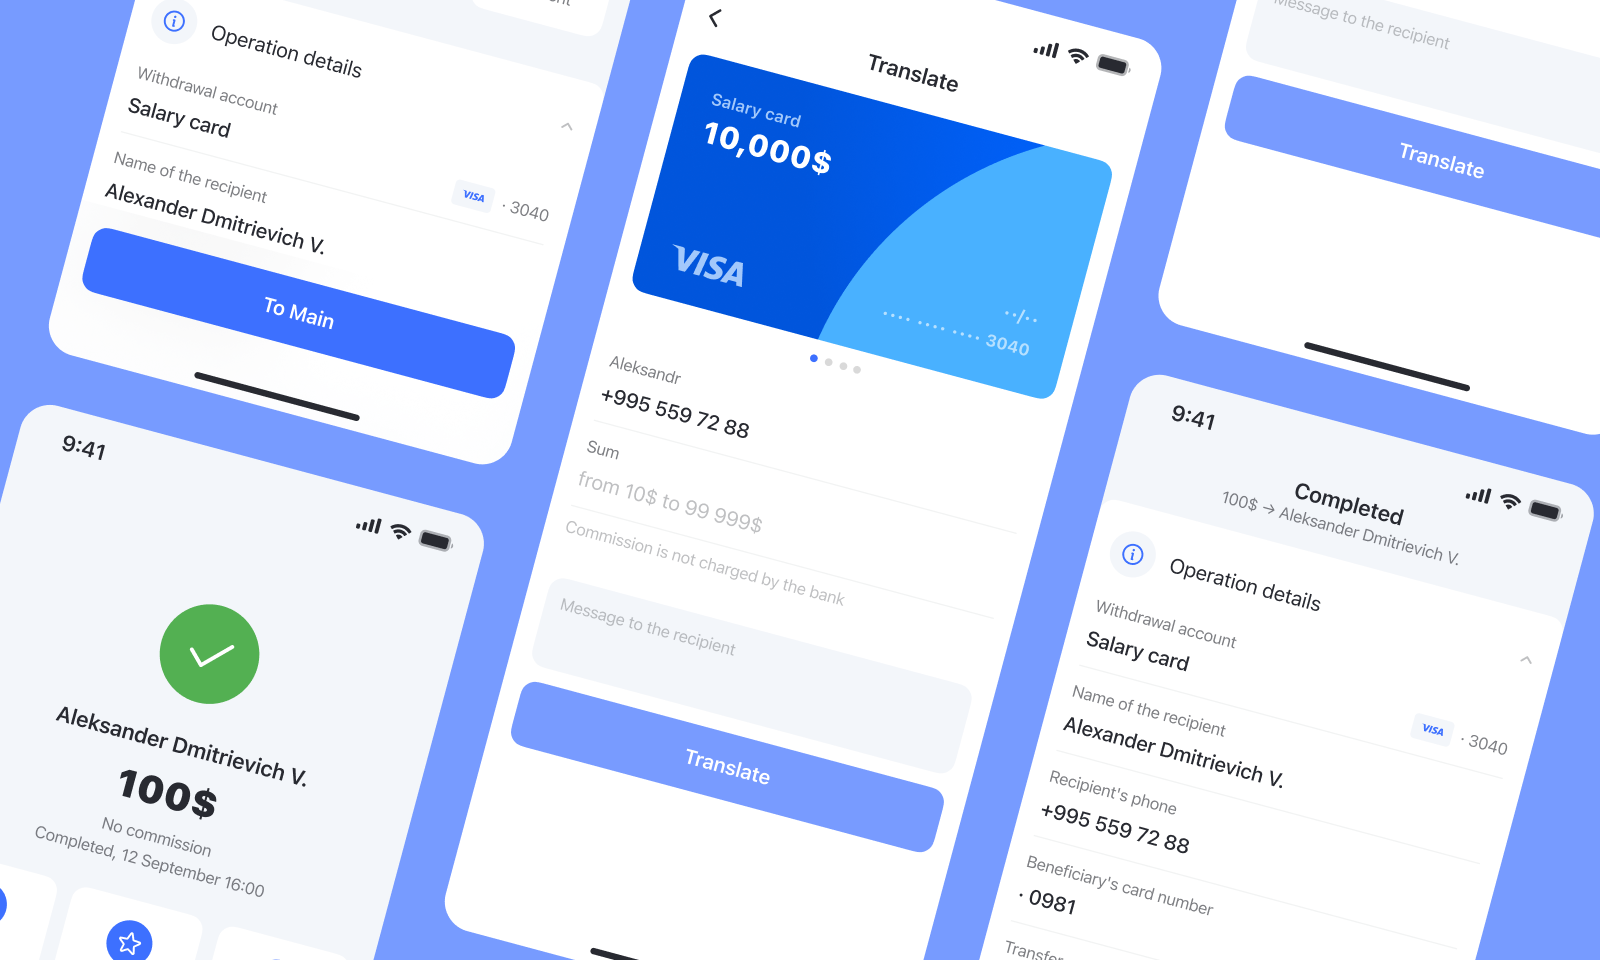 Operation details
Withdrawal account
Salary card
VISA · 3040
Name of the recipient
Alexander Dmitrievich V.
To Main
9:41
Aleksander Dmitrievich V.
100$
No commission
Completed, 12 September 16:00
Translate
Salary card
10,000$
VISA
··/··
···· ···· ···· 3040
Aleksandr
+995 559 72 88
Sum
from 10$ to 99 999$
Commission is not charged by the bank
Message to the recipient
Translate
Message to the recipient
Translate
9:41
Completed
100$ → Aleksander Dmitrievich V.
Operation details
Withdrawal account
Salary card
VISA · 3040
Name of the recipient
Alexander Dmitrievich V.
Recipient's phone
+995 559 72 88
Beneficiary's card number
· 0981
Transfer